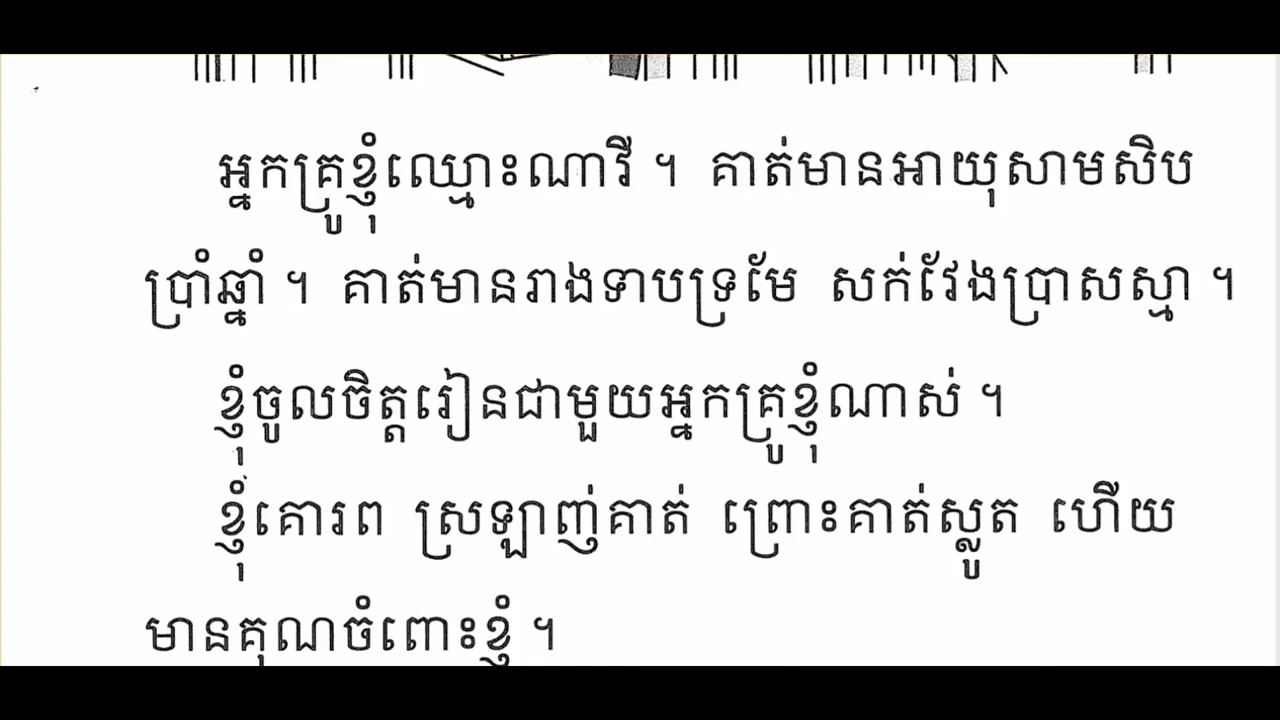 អ្នកគ្រូខ្ញុំឈ្មោះណាវី ។ គាត់មានអាយុសាមសិប
ប្រាំឆ្នាំ ។ គាត់មានរាងទាបទ្រមែ សក់វែងប្រាសស្មា ។
ខ្ញុំចូលចិត្តរៀនជាមួយអ្នកគ្រូខ្ញុំណាស់ ។
ខ្ញុំគោរព ស្រឡាញ់គាត់ ព្រោះគាត់ស្លូត ហើយ
មានគុណចំពោះខ្ញុំ ។